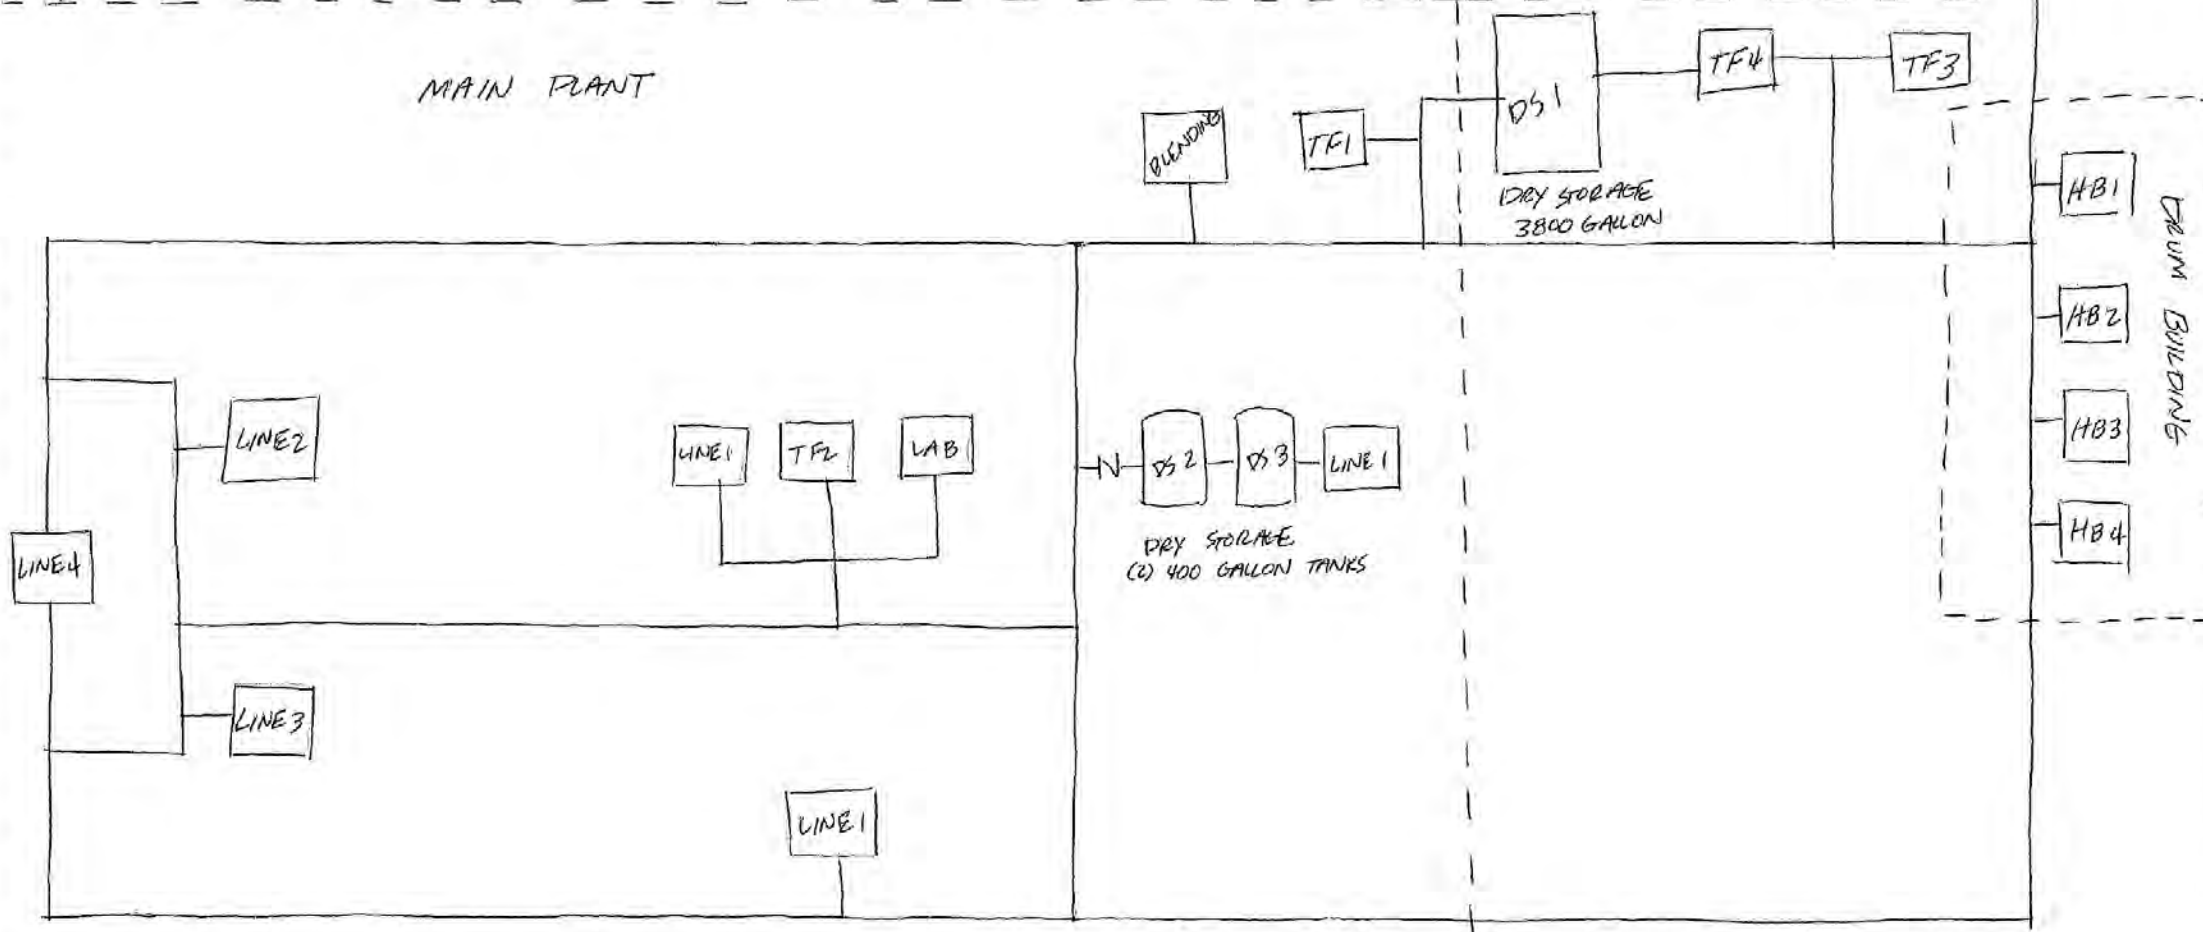 MAIN PLANT
BLENDING
TF1
DS1
TF4
TF3
DRY STORAGE
3800 GALLON
HB1
HB2
HB3
HB4
DRUM BUILDING
LINE2
LINE1
TF2
LAB
DS2
DS3
LINE1
DRY STORAGE
(2) 400 GALLON TANKS
LINE4
LINE3
LINE1